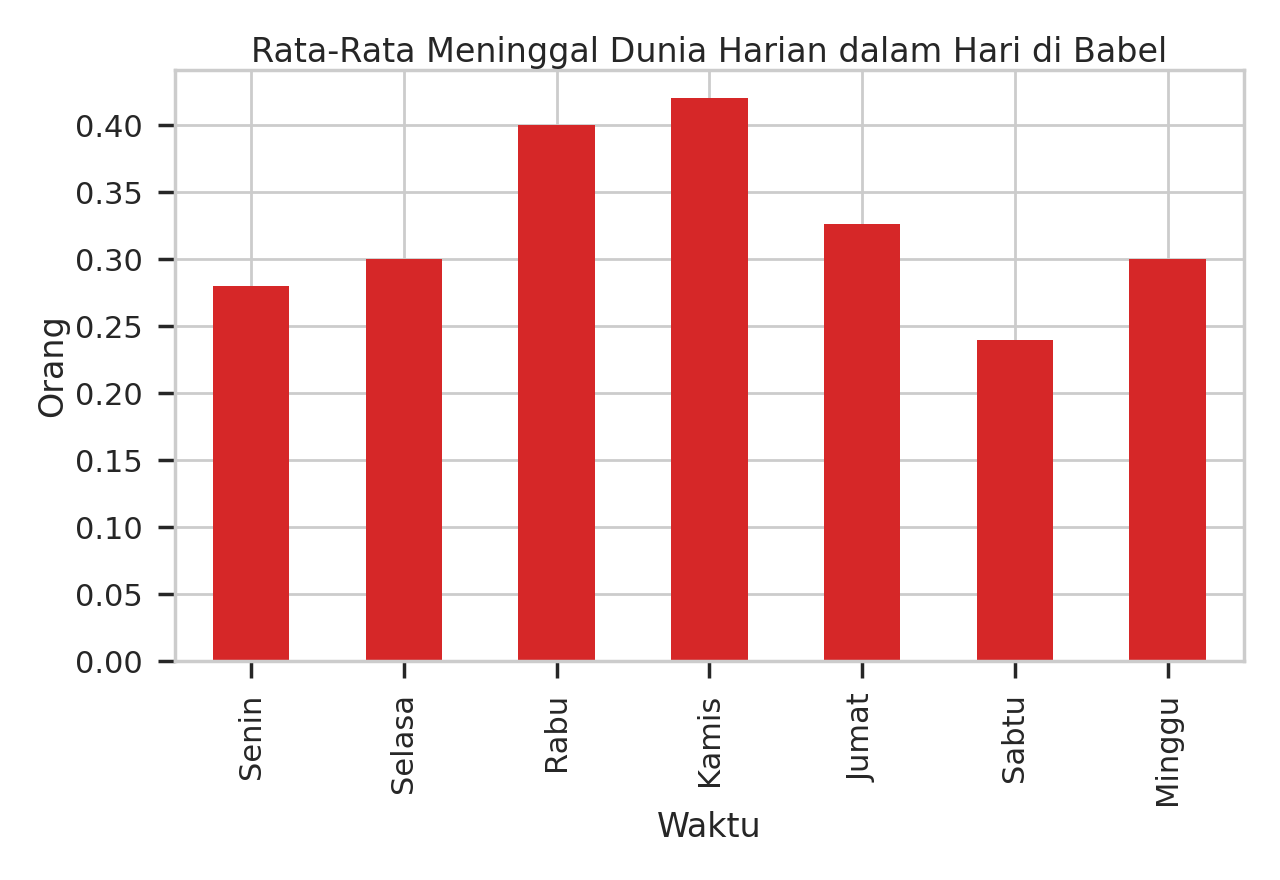 Rata-Rata Meninggal Dunia Harian dalam Hari di Babel
Orang
0.40
0.35
0.30
0.25
0.20
0.15
0.10
0.05
0.00
Senin
Selasa
Rabu
Kamis
Jumat
Sabtu
Minggu
Waktu